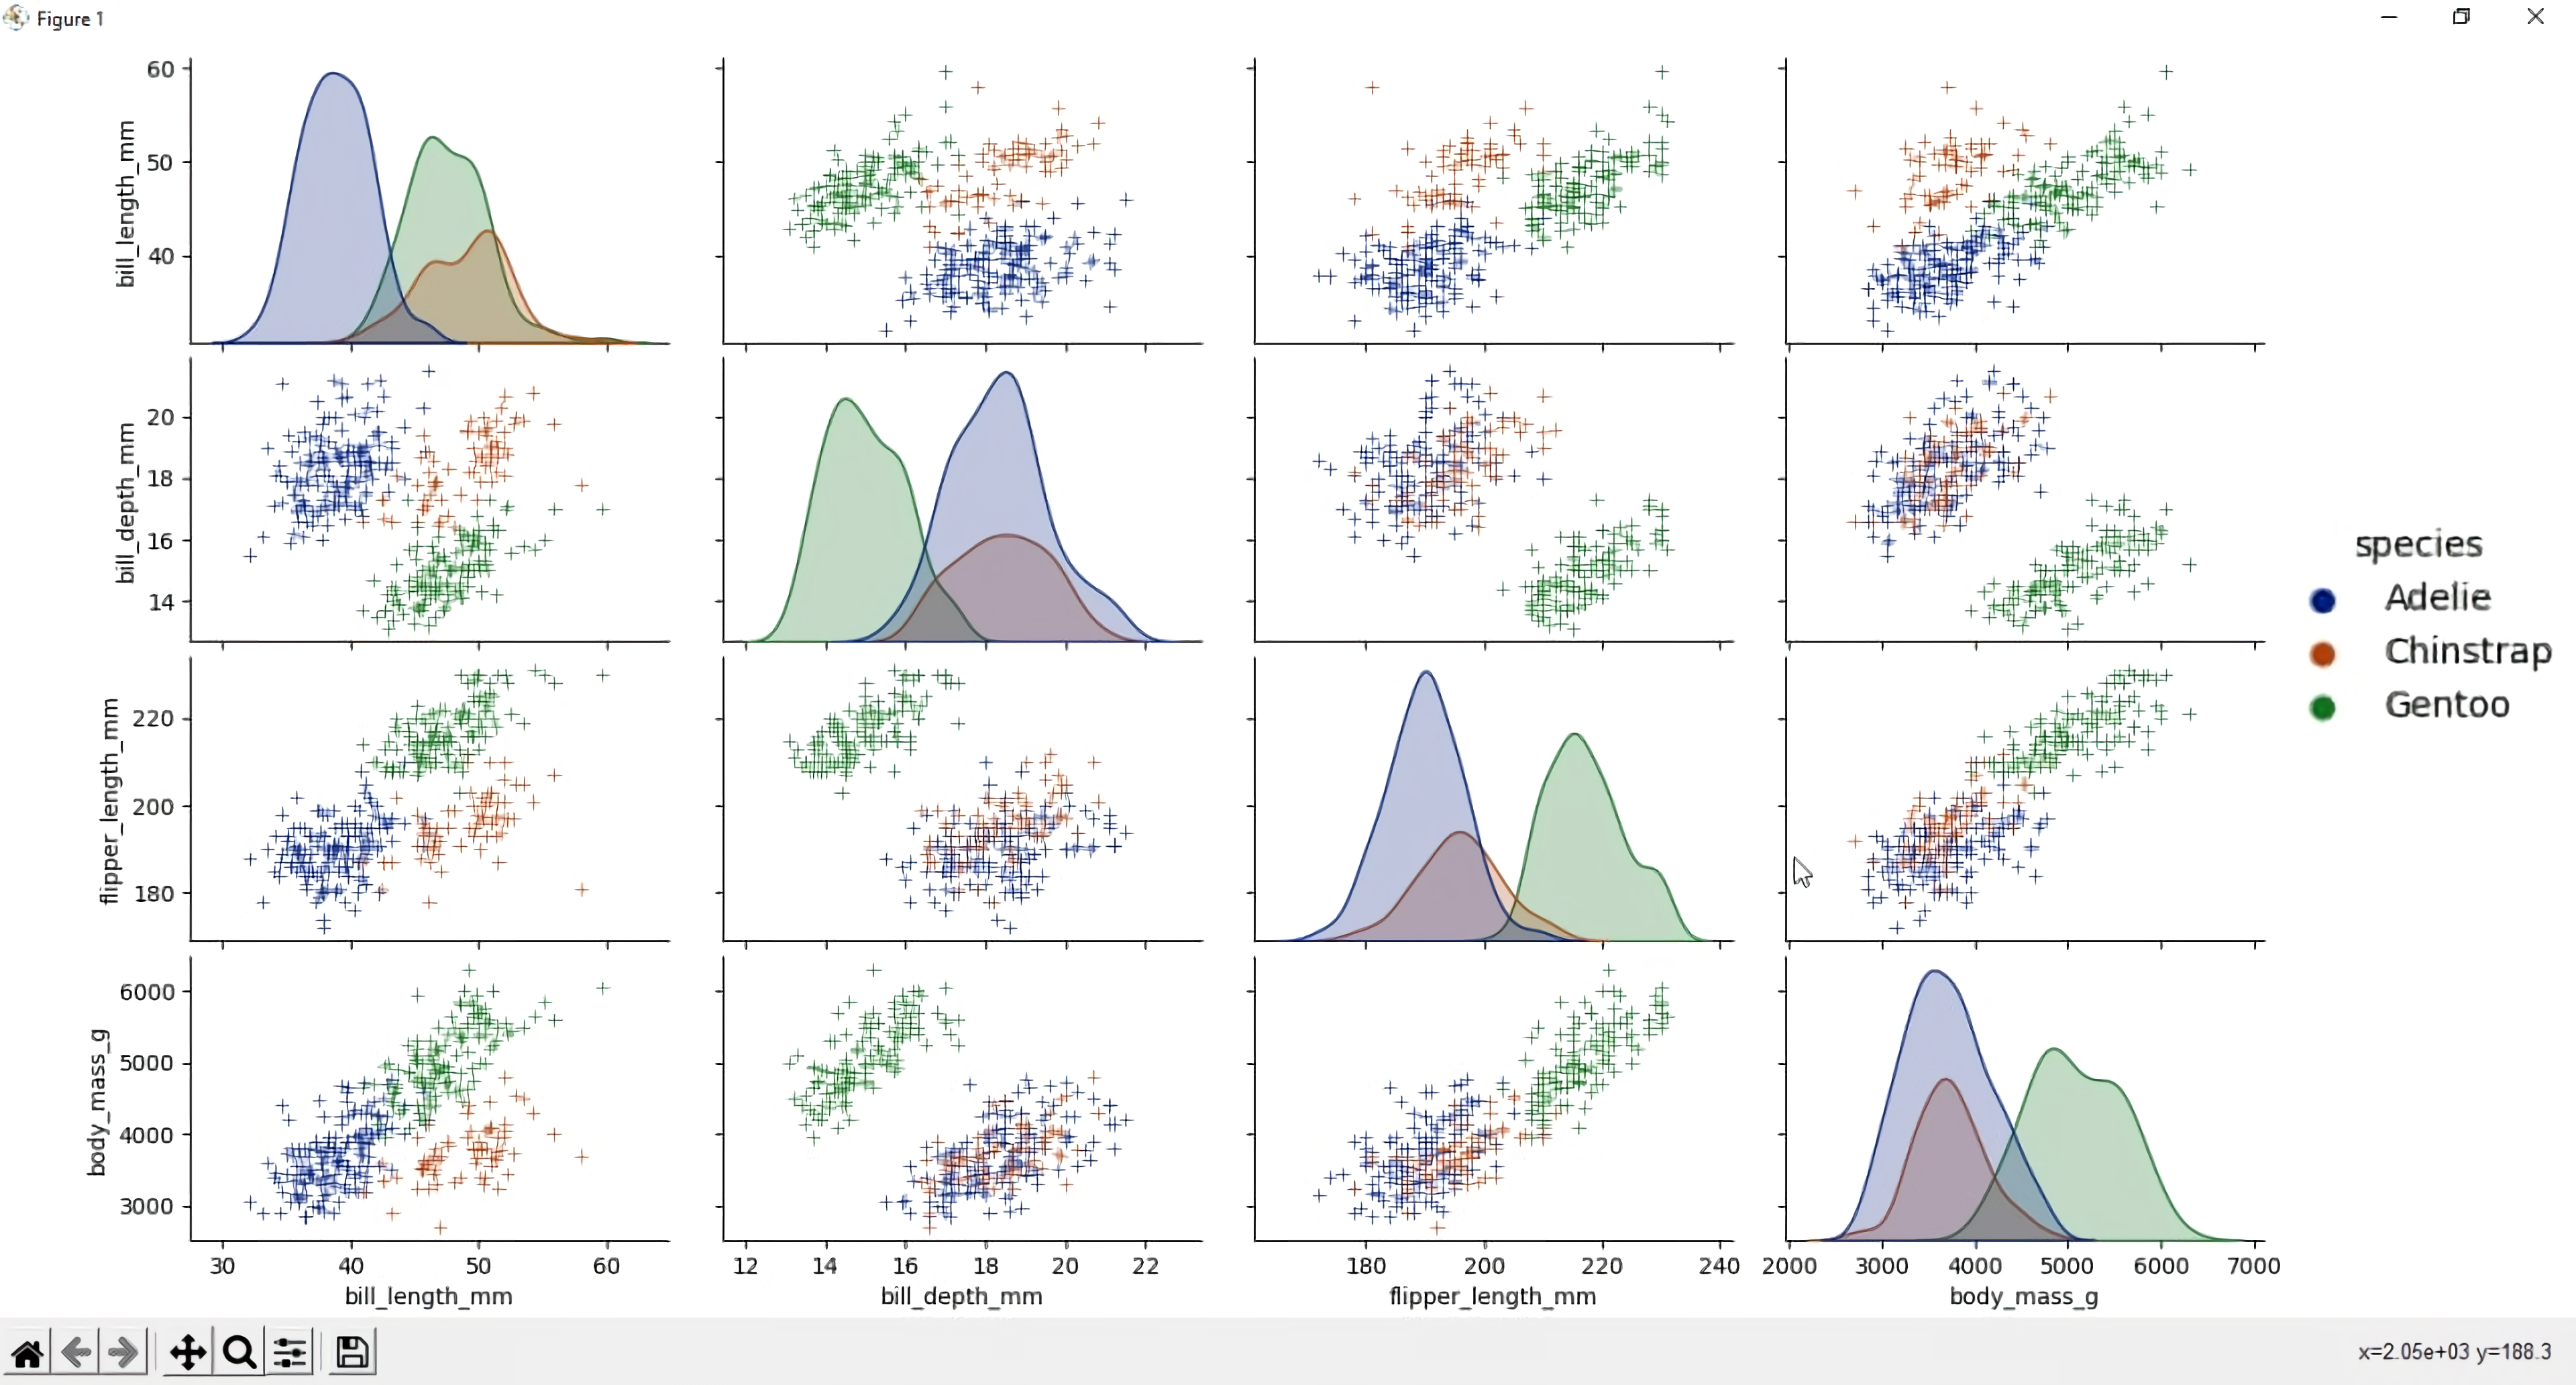 Figure 1
60
50
40
bill_length_mm
20
18
16
14
bill_depth_mm
220
200
180
flipper_length_mm
6000
5000
4000
3000
body_mass_g
30 40 50 60 12 14 16 18 20 22 180 200 220 240 2000 3000 4000 5000 6000 7000
bill_length_mm bill_depth_mm flipper_length_mm body_mass_g
species
Adelie
Chinstrap
Gentoo
x=2.05e+03 y=188.3